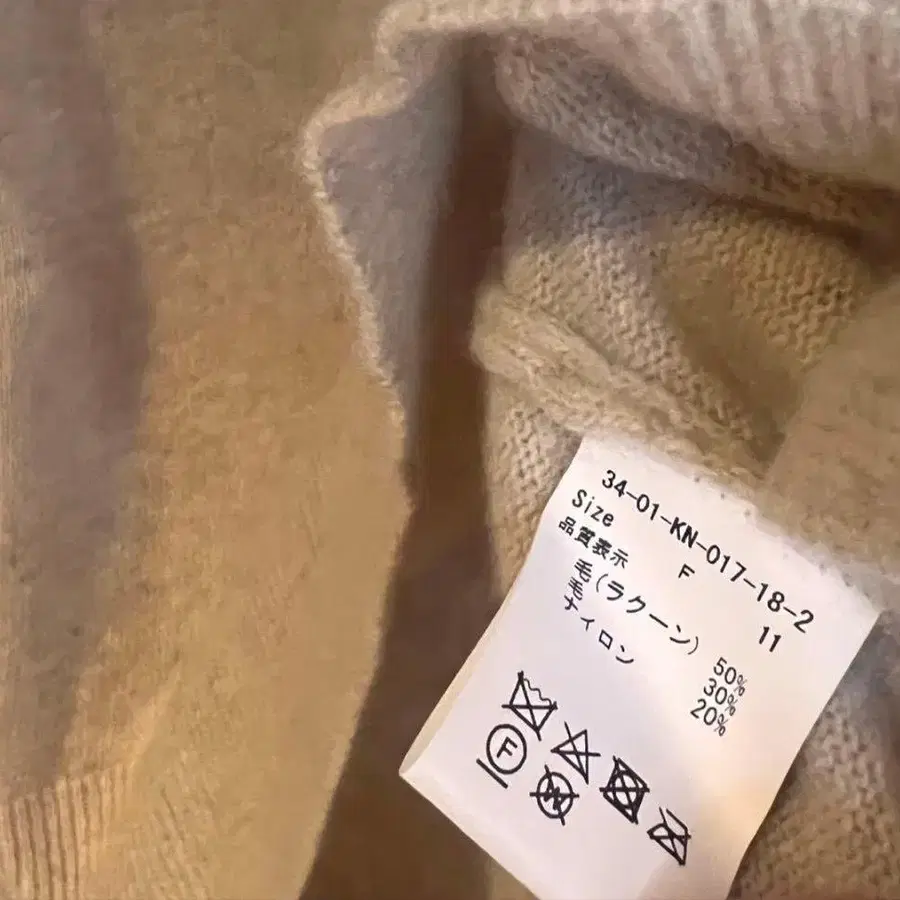 34-01-KN-017-18-2
Size F 11
品質表示
毛(ラクーン) 50%
毛 30%
ナイロン 20%
F
W